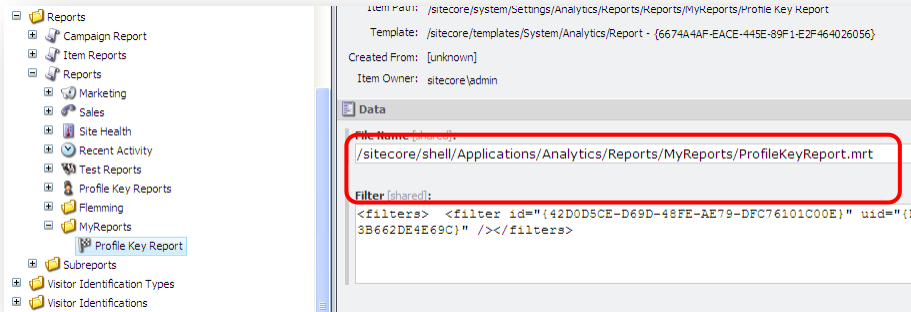 Reports
Campaign Report
Item Reports
Reports
Marketing
Sales
Site Health
Recent Activity
Test Reports
Profile Key Reports
Flemming
MyReports
Profile Key Report
Subreports
Visitor Identification Types
Visitor Identifications
Item Path: /sitecore/system/Settings/Analytics/Reports/Reports/MyReports/Profile Key Report
Template: /sitecore/templates/System/Analytics/Report - {6674A4AF-EACE-445E-89F1-E2F464026056}
Created From: [unknown]
Item Owner: sitecore\admin
Data
File Name [shared]:
/sitecore/shell/Applications/Analytics/Reports/MyReports/ProfileKeyReport.mrt
Filter [shared]:
<filters> <filter id="{42D0D5CE-D69D-48FE-AE79-DFC76101C00E}" uid="{
3B662DE4E69C}" /></filters>